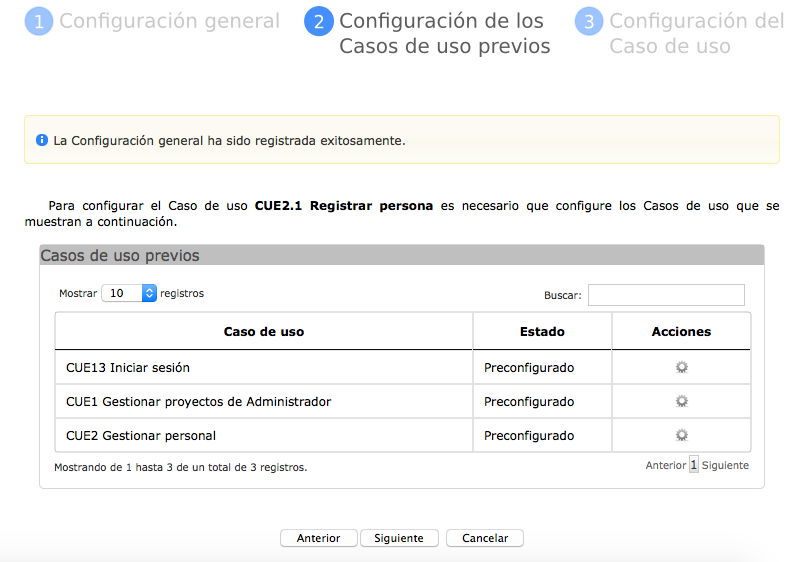 1 Configuración general
2 Configuración de los
Casos de uso previos
3 Configuración del
Caso de uso
La Configuración general ha sido registrada exitosamente.
Para configurar el Caso de uso CUE2.1 Registrar persona es necesario que configure los Casos de uso que se
muestran a continuación.
Casos de uso previos
Mostrar 10 registros
Buscar:
Caso de uso Estado Acciones
CUE13 Iniciar sesión Preconfigurado
CUE1 Gestionar proyectos de Administrador Preconfigurado
CUE2 Gestionar personal Preconfigurado
Mostrando de 1 hasta 3 de un total de 3 registros.
Anterior 1 Siguiente
Anterior Siguiente Cancelar